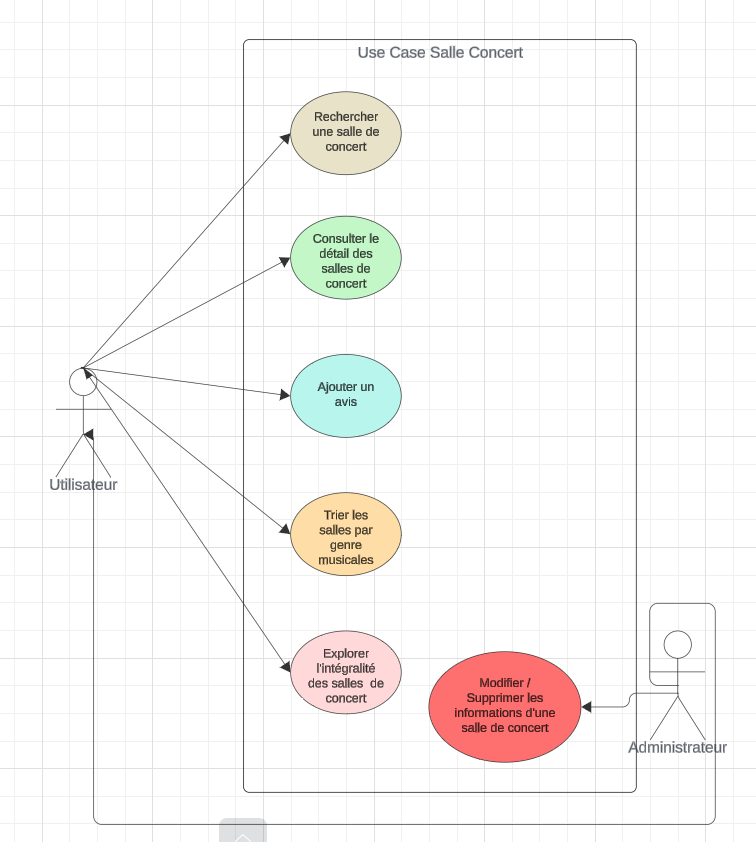 Use Case Salle Concert
Rechercher
une salle de
concert
Consulter le
détail des
salles de
concert
Ajouter un
avis
Utilisateur
Trier les
salles par
genre
musicales
Explorer
l'intégralité
des salles de
concert
Modifier /
Supprimer les
informations d'une
salle de concert
Administrateur